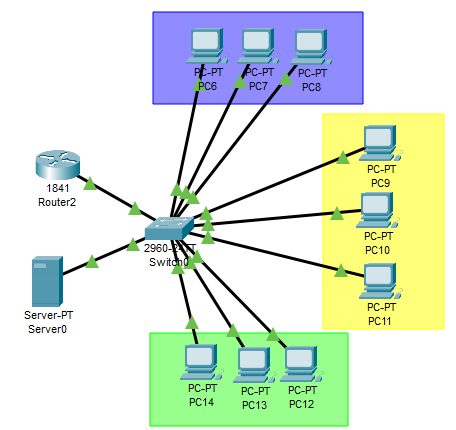 PC-PT
PC6
PC-PT
PC7
PC-PT
PC8
PC-PT
PC9
1841
Router2
PC-PT
PC10
2960-24TT
Switch0
PC-PT
PC11
Server-PT
Server0
PC-PT
PC14
PC-PT
PC13
PC-PT
PC12